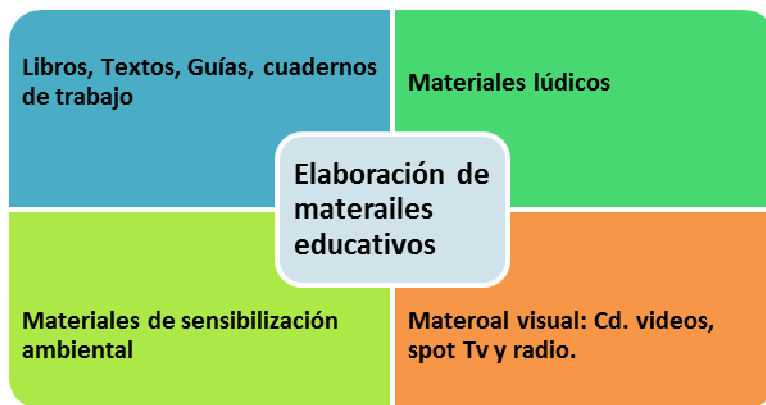 Libros, Textos, Guías, cuadernos
de trabajo
Materiales lúdicos
Elaboración de
materailes
educativos
Materiales de sensibilización
ambiental
Materoal visual: Cd. videos,
spot Tv y radio.